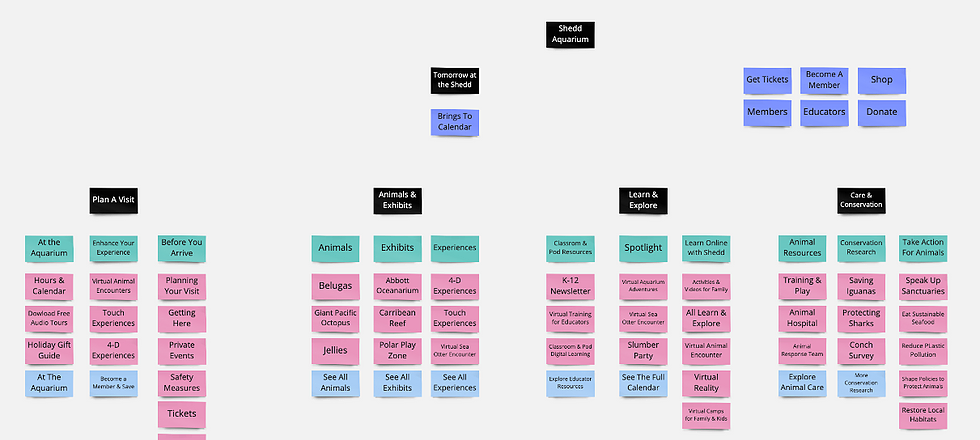 Shedd
Aquarium
Tomorrow at
the Shedd
Brings To
Calendar
Get Tickets
Become A
Member
Shop
Members
Educators
Donate
Plan A Visit
At the
Aquarium
Enhance Your
Experience
Before You
Arrive
Hours &
Calendar
Virtual Animal
Encounters
Planning
Your Visit
Dowload Free
Audio Tours
Touch
Experiences
Getting
Here
Holiday Gift
Guide
4-D
Experiences
Private
Events
At The
Aquarium
Become a
Member & Save
Safety
Measures
Tickets
Animals &
Exhibits
Animals
Exhibits
Experiences
Belugas
Abbott
Oceanarium
4-D
Experiences
Giant Pacific
Octopus
Carribean
Reef
Touch
Experiences
Jellies
Polar Play
Zone
Virtual Sea
Otter Encounter
See All
Animals
See All
Exhibits
See All
Experiences
Learn &
Explore
Classrom &
Pod Resources
Spotlight
Learn Online
with Shedd
K-12
Newsletter
Virtual Aquarium
Adventures
Activities &
Videos for Family
Virtual Training
for Educators
Virtual Sea
Otter Encounter
All Learn &
Explore
Classroom & Pod
Digital Learning
Slumber
Party
Virtual Animal
Encounter
Explore Educator
Resources
See The Full
Calendar
Virtual
Reality
Virtual Camps
for Family & Kids
Care &
Conservation
Animal
Resources
Conservation
Research
Take Action
For Animals
Training &
Play
Saving
Iguanas
Speak Up
Sanctuaries
Animal
Hospital
Protecting
Sharks
Eat Sustainable
Seafood
Animal
Response Team
Conch
Survey
Reduce PLastic
Pollution
Explore
Animal Care
More
Conservation
Research
Shape Policies to
Protect Animals
Restore Local
Habitats